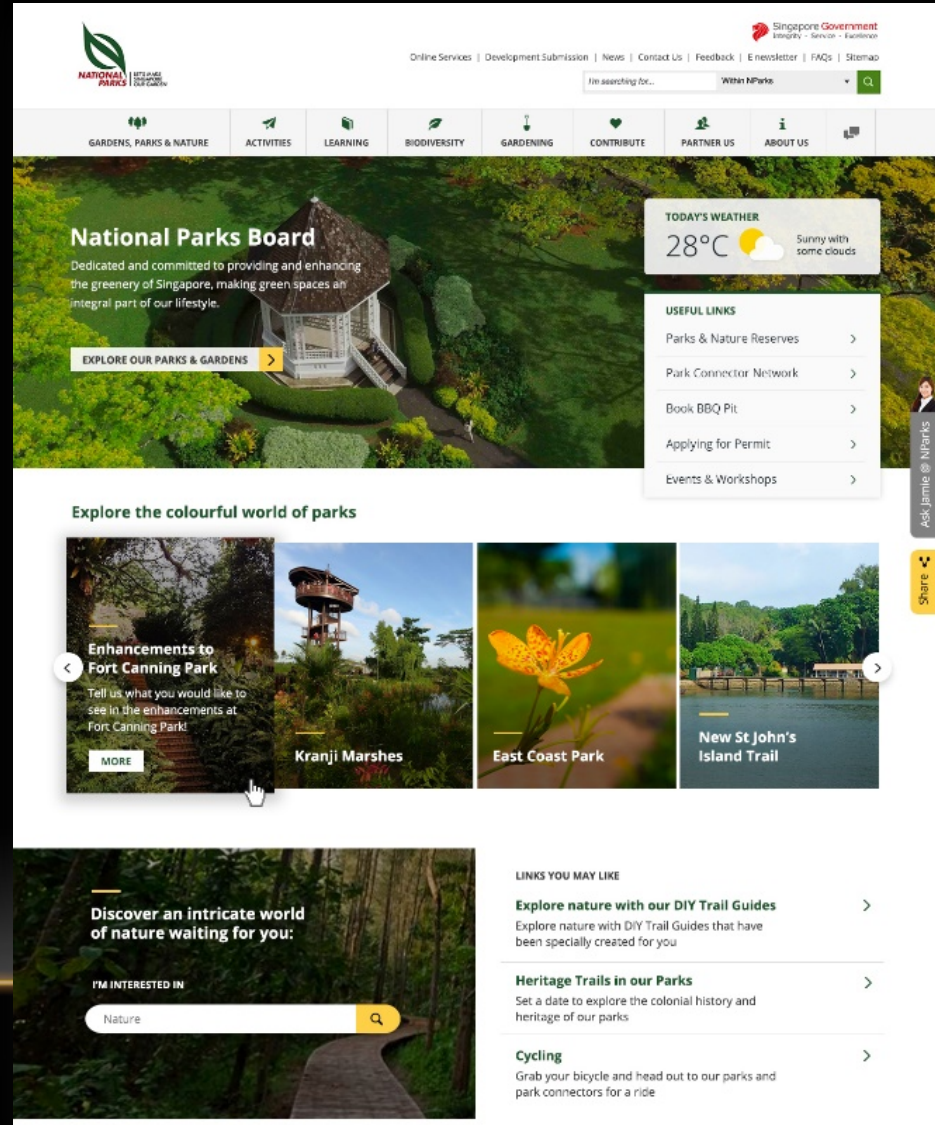 Singapore Government
Integrity · Service · Excellence
Online Services | Development Submission | News | Contact Us | Feedback | E newsletter | FAQs | Sitemap
NATIONAL PARKS
LET'S MAKE
SINGAPORE
OUR GARDEN
I'm searching for...
Within NParks
GARDENS, PARKS & NATURE
ACTIVITIES
LEARNING
BIODIVERSITY
GARDENING
CONTRIBUTE
PARTNER US
ABOUT US
National Parks Board
Dedicated and committed to providing and enhancing
the greenery of Singapore, making green spaces an
integral part of our lifestyle.
EXPLORE OUR PARKS & GARDENS
TODAY'S WEATHER
28°C
Sunny with
some clouds
USEFUL LINKS
Parks & Nature Reserves
Park Connector Network
Book BBQ Pit
Applying for Permit
Events & Workshops
Ask Jamie @ NParks
Share
Explore the colourful world of parks
Enhancements to
Fort Canning Park
Tell us what you would like to
see in the enhancements at
Fort Canning Park!
MORE
Kranji Marshes
East Coast Park
New St John's
Island Trail
Discover an intricate world
of nature waiting for you:
I'M INTERESTED IN
Nature
LINKS YOU MAY LIKE
Explore nature with our DIY Trail Guides
Explore nature with DIY Trail Guides that have
been specially created for you
Heritage Trails in our Parks
Set a date to explore the colonial history and
heritage of our parks
Cycling
Grab your bicycle and head out to our parks and
park connectors for a ride